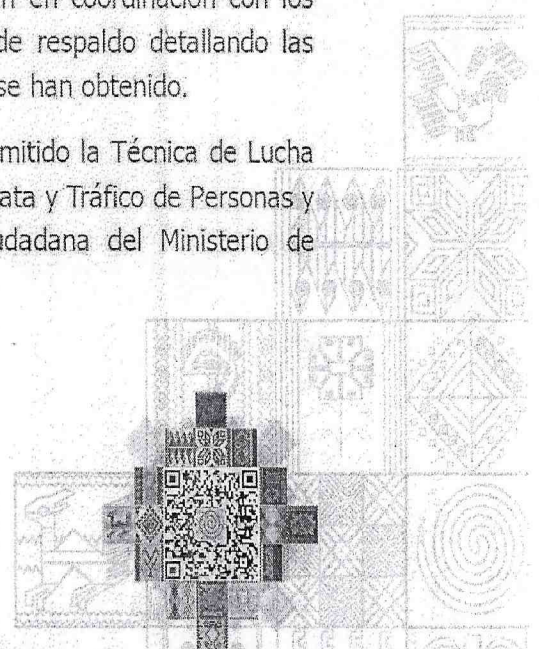 en coordinación con los
de respaldo detallando las
se han obtenido.
mitido la Técnica de Lucha
ata y Tráfico de Personas y
udadana del Ministerio de